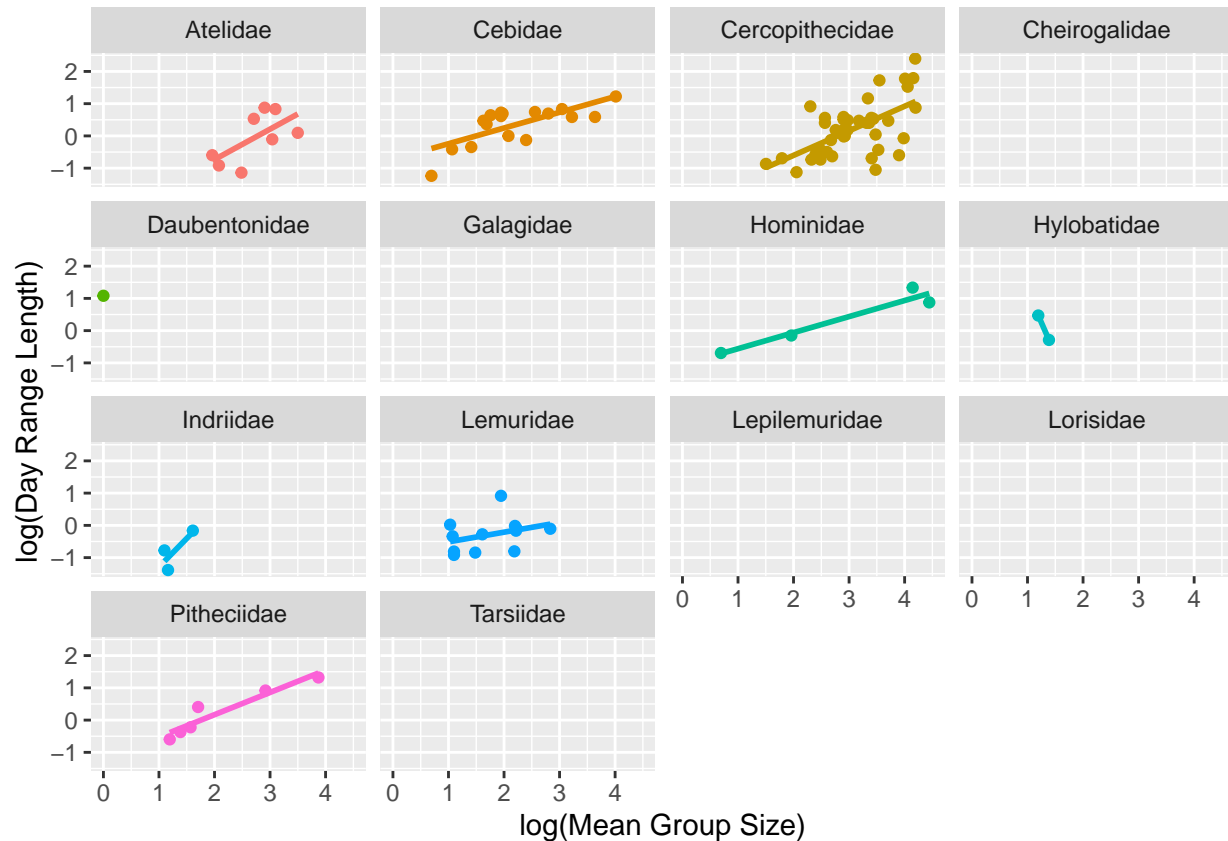 Atelidae Cebidae Cercopithecidae Cheirogalidae
2
1
0
−1
Daubentonidae Galagidae Hominidae Hylobatidae
2
1
0
−1
Indriidae Lemuridae Lepilemuridae Lorisidae
2
1
0
−1
0 1 2 3 4 0 1 2 3 4
Pitheciidae Tarsiidae
2
1
0
−1
0 1 2 3 4 0 1 2 3 4
log(Mean Group Size)
log(Day Range Length)